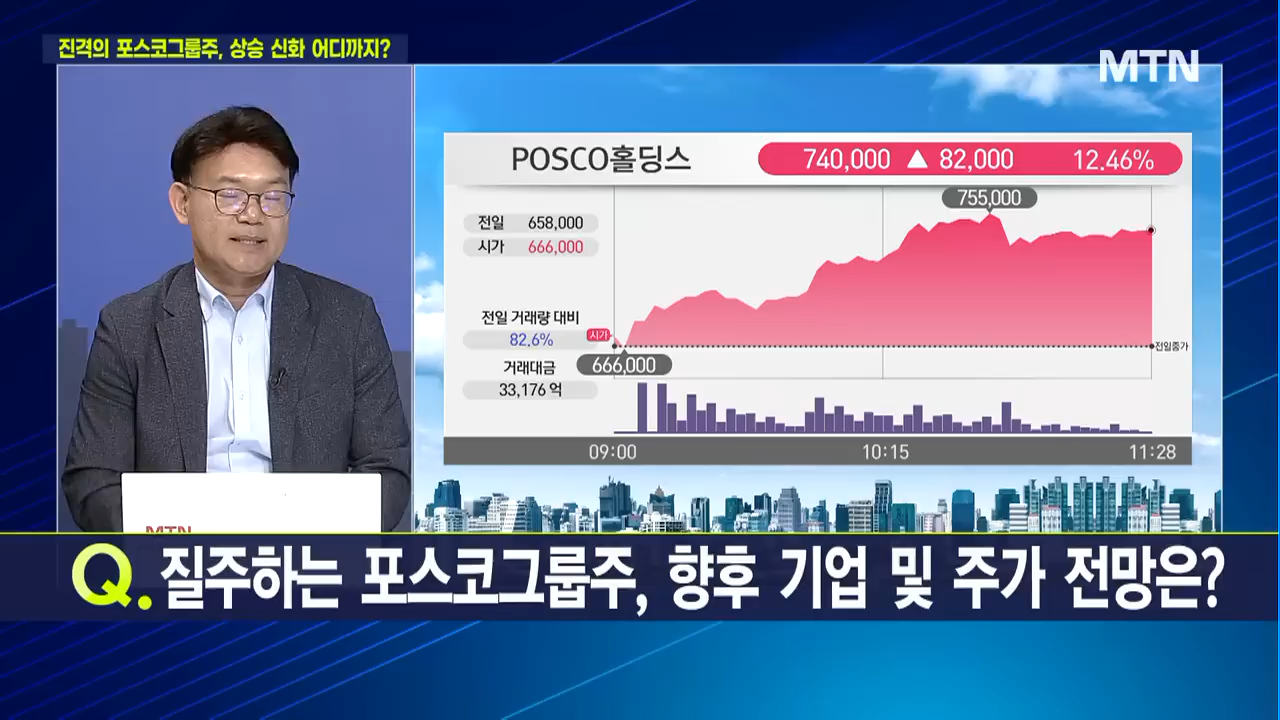 진격의 포스코그룹주, 상승 신화 어디까지?
MTN
POSCO홀딩스
740,000 ▲ 82,000 12.46%
755,000
전일 658,000
시가 666,000
전일 거래량 대비
82.6%
시가
전일종가
666,000
거래대금
33,176 억
09:00 10:15 11:28
MTN
Q. 질주하는 포스코그룹주, 향후 기업 및 주가 전망은?